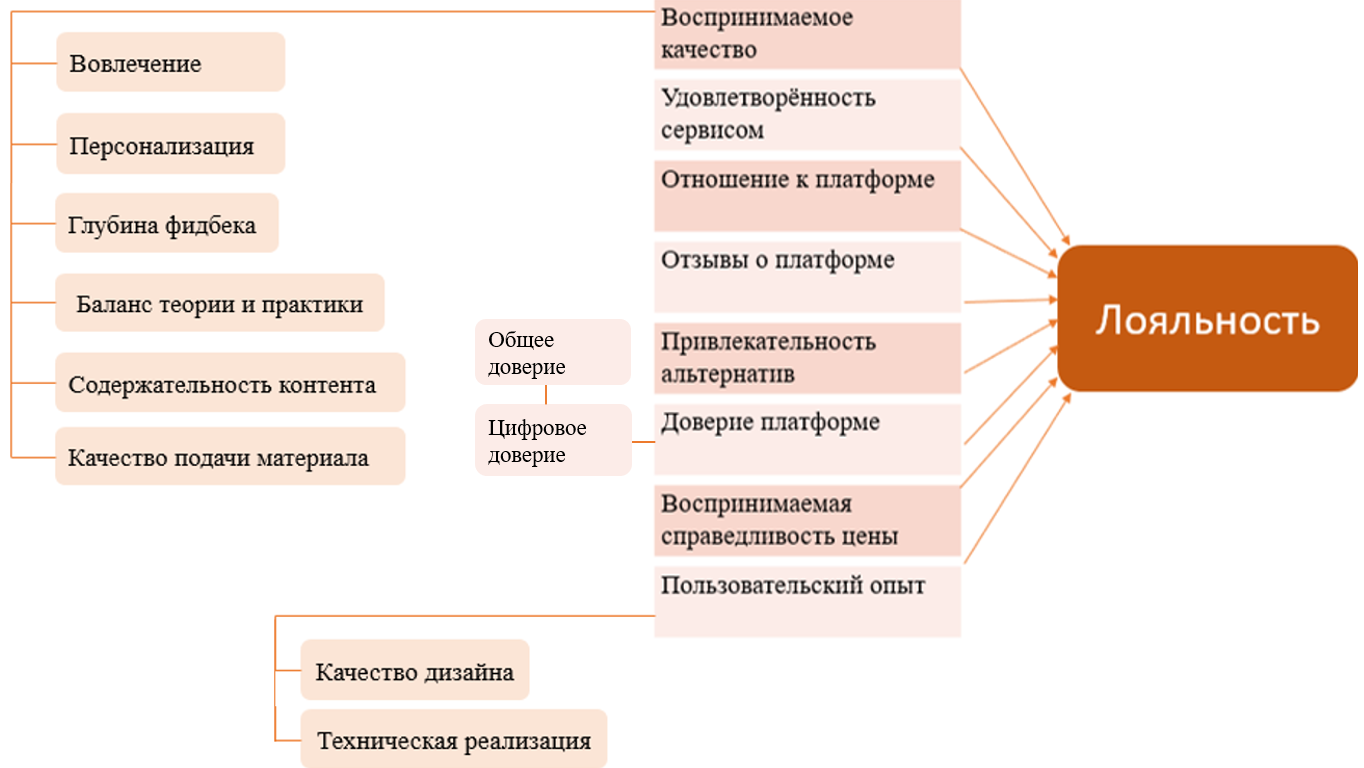 Воспринимаемое
качество
Вовлечение
Удовлетворённость
сервисом
Персонализация
Отношение к платформе
Глубина фидбека
Отзывы о платформе
Баланс теории и практики
Лояльность
Общее
доверие
Привлекательность
альтернатив
Содержательность контента
Цифровое
доверие
Доверие платформе
Качество подачи материала
Воспринимаемая
справедливость цены
Пользовательский опыт
Качество дизайна
Техническая реализация